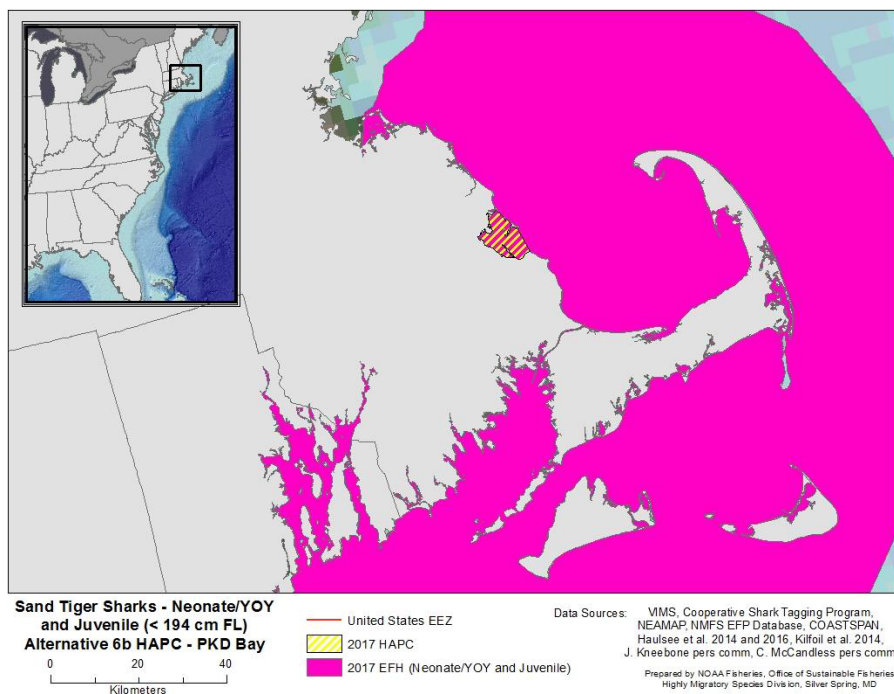 Sand Tiger Sharks - Neonate/YOY
and Juvenile (< 194 cm FL)
Alternative 6b HAPC - PKD Bay
0 20 40
Kilometers
United States EEZ
2017 HAPC
2017 EFH (Neonate/YOY and Juvenile)
Data Sources: VIMS, Cooperative Shark Tagging Program,
NEAMAP, NMFS EFP Database, COASTSPAN,
Haulsee et al. 2014 and 2016, Kilfoil et al. 2014,
J. Kneebone pers comm, C. McCandless pers comm
Prepared by NOAA Fisheries, Office of Sustainable Fisheries
Highly Migratory Species Division, Silver Spring, MD